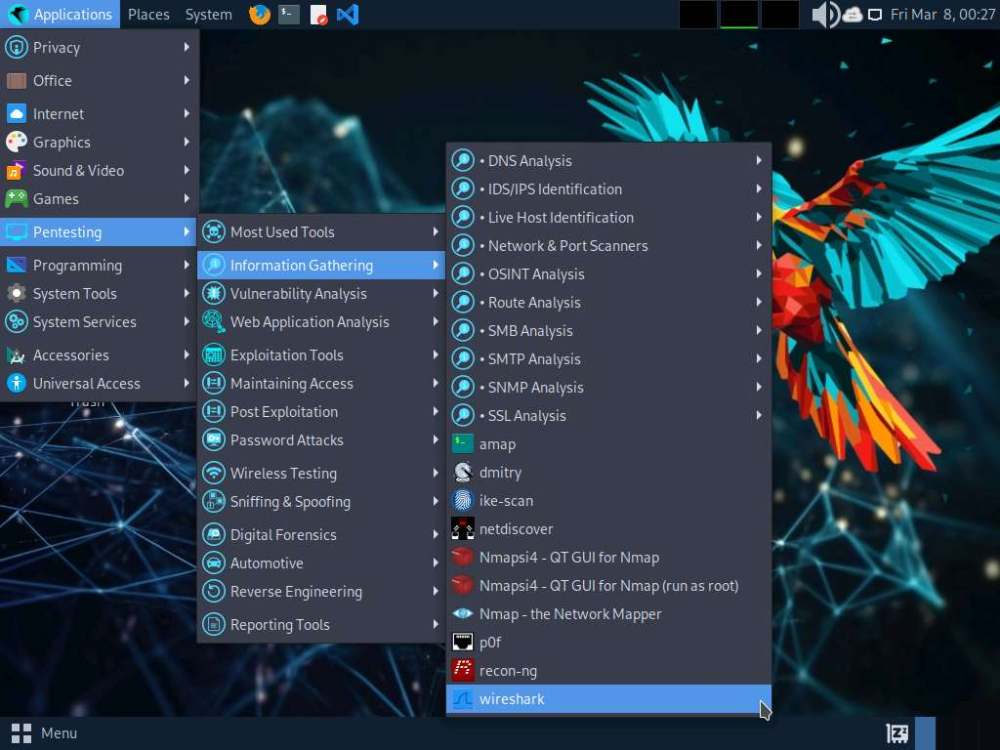 Applications Places System Fri Mar 8, 00:27
Privacy
Office
Internet
Graphics
Sound & Video
Games
Pentesting
Programming
System Tools
System Services
Accessories
Universal Access
Trash
Most Used Tools
Information Gathering
Vulnerability Analysis
Web Application Analysis
Exploitation Tools
Maintaining Access
Post Exploitation
Password Attacks
Wireless Testing
Sniffing & Spoofing
Digital Forensics
Automotive
Reverse Engineering
Reporting Tools
• DNS Analysis
• IDS/IPS Identification
• Live Host Identification
• Network & Port Scanners
• OSINT Analysis
• Route Analysis
• SMB Analysis
• SMTP Analysis
• SNMP Analysis
• SSL Analysis
amap
dmitry
ike-scan
netdiscover
Nmapsi4 - QT GUI for Nmap
Nmapsi4 - QT GUI for Nmap (run as root)
Nmap - the Network Mapper
p0f
recon-ng
wireshark
Menu